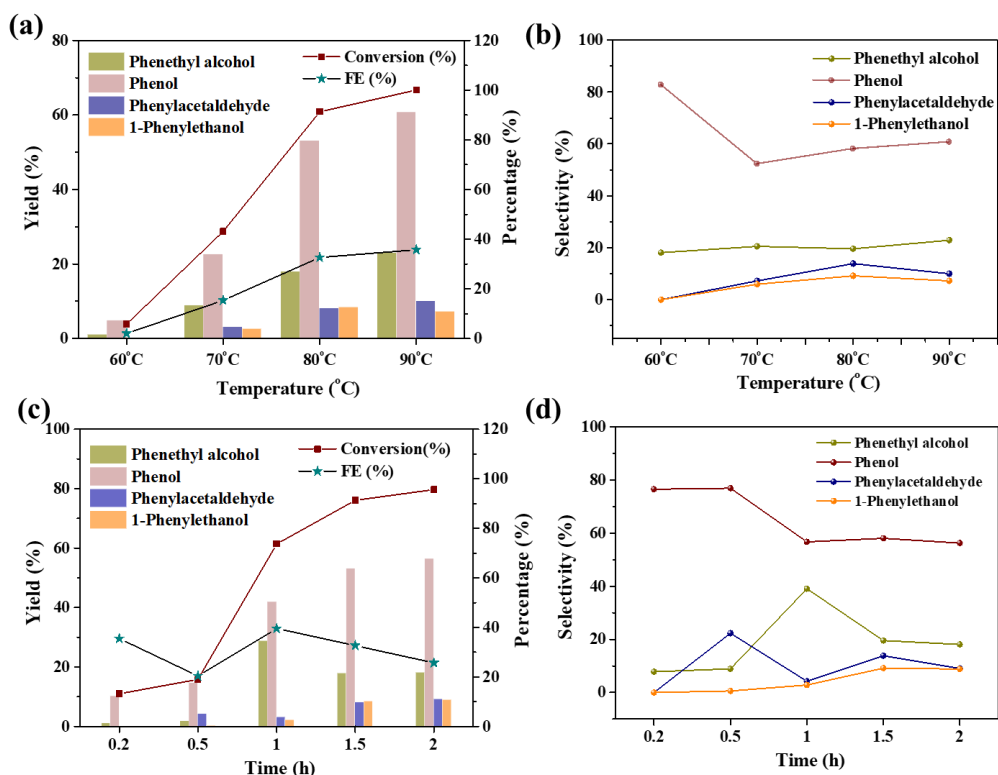 (a)
80
60
40
20
0
Yield (%)
Phenethyl alcohol
Phenol
Phenylacetaldehyde
1-Phenylethanol
Conversion (%)
FE (%)
120
100
80
60
40
20
0
Percentage (%)
60°C
70°C
80°C
90°C
Temperature (°C)
(b)
100
80
60
40
20
0
Selectivity (%)
Phenethyl alcohol
Phenol
Phenylacetaldehyde
1-Phenylethanol
60°C
70°C
80°C
90°C
Temperature (°C)
(c)
100
80
60
40
20
0
Yield (%)
Phenethyl alcohol
Phenol
Phenylacetaldehyde
1-Phenylethanol
Conversion(%)
FE (%)
120
100
80
60
40
20
0
Percentage (%)
0.2
0.5
1
1.5
2
Time (h)
(d)
100
80
60
40
20
0
Selectivity (%)
Phenethyl alcohol
Phenol
Phenylacetaldehyde
1-Phenylethanol
0.2
0.5
1
1.5
2
Time (h)